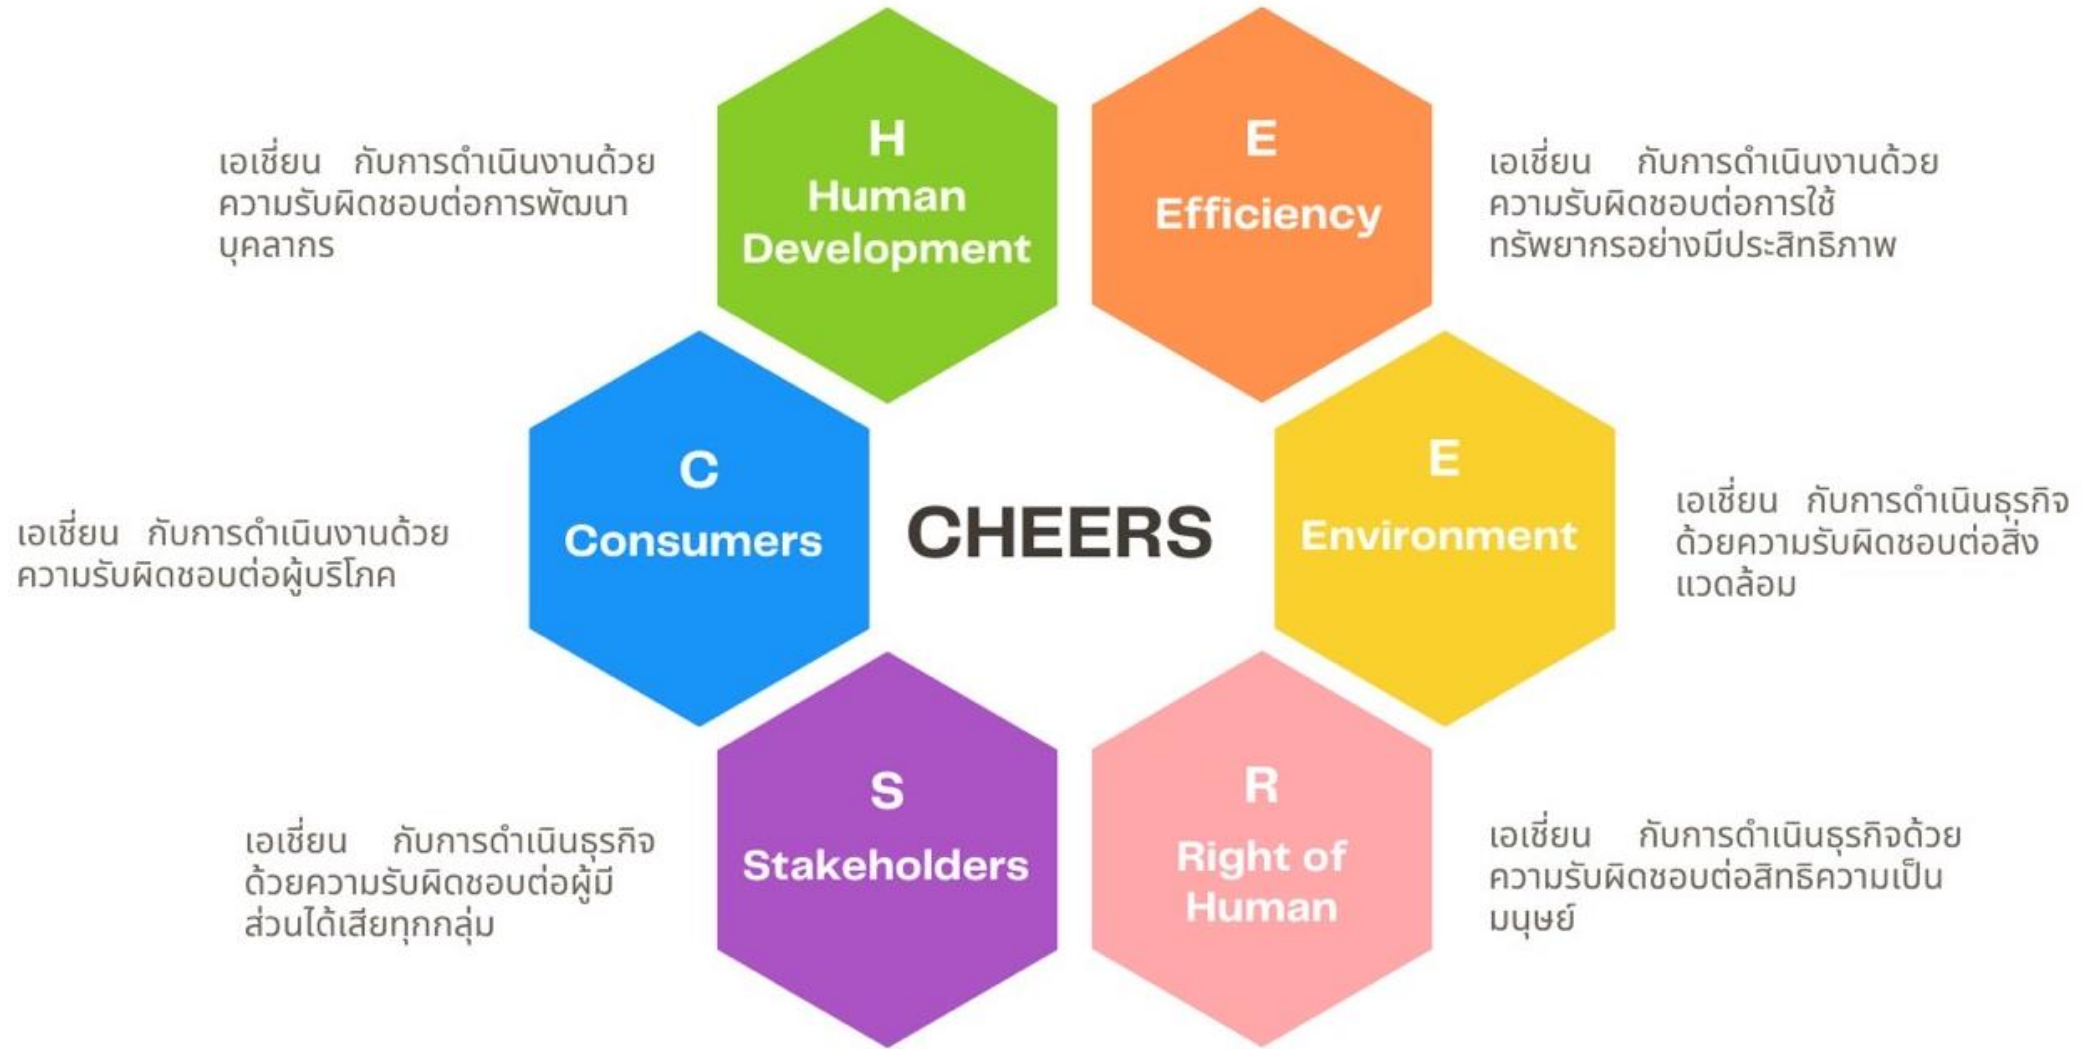 H
Human
Development
เอเชี่ยน กับการดำเนินงานด้วย
ความรับผิดชอบต่อการพัฒนา
บุคลากร
E
Efficiency
เอเชี่ยน กับการดำเนินงานด้วย
ความรับผิดชอบต่อการใช้
ทรัพยากรอย่างมีประสิทธิภาพ
C
Consumers
เอเชี่ยน กับการดำเนินงานด้วย
ความรับผิดชอบต่อผู้บริโภค
CHEERS
E
Environment
เอเชี่ยน กับการดำเนินธุรกิจ
ด้วยความรับผิดชอบต่อสิ่ง
แวดล้อม
S
Stakeholders
เอเชี่ยน กับการดำเนินธุรกิจ
ด้วยความรับผิดชอบต่อผู้มี
ส่วนได้เสียทุกกลุ่ม
R
Right of
Human
เอเชี่ยน กับการดำเนินธุรกิจด้วย
ความรับผิดชอบต่อสิทธิความเป็น
มนุษย์